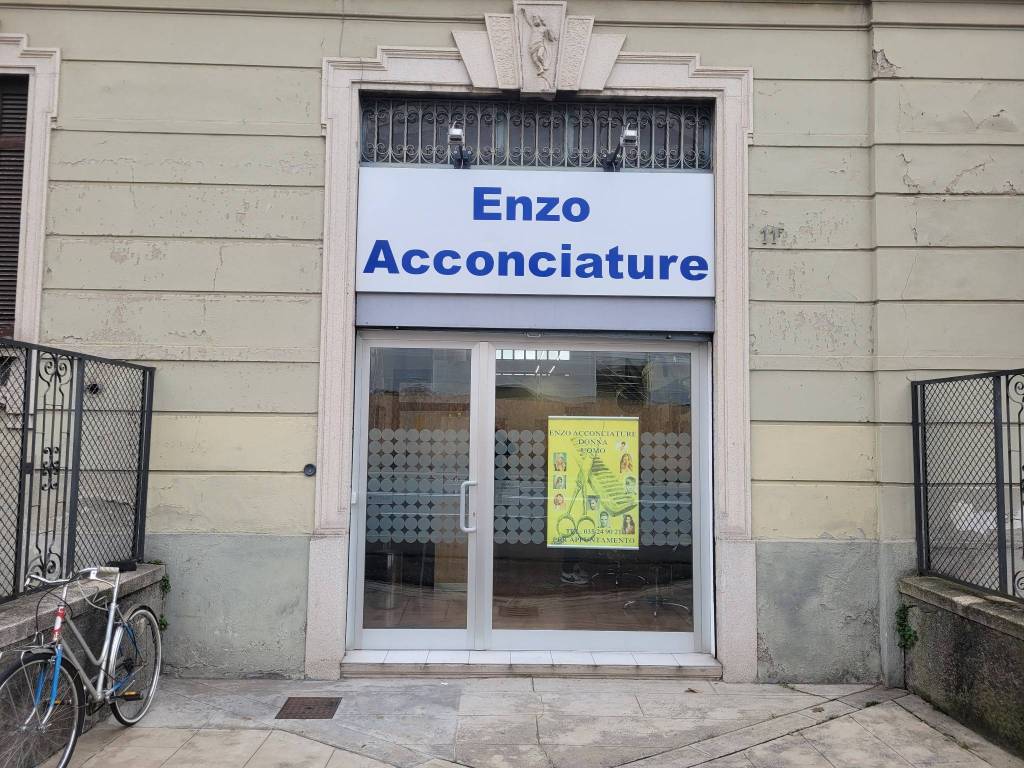 Enzo
Acconciature
11F
ENZO ACCONCIATURE
DONNA
UOMO
PER APPUNTAMENTO